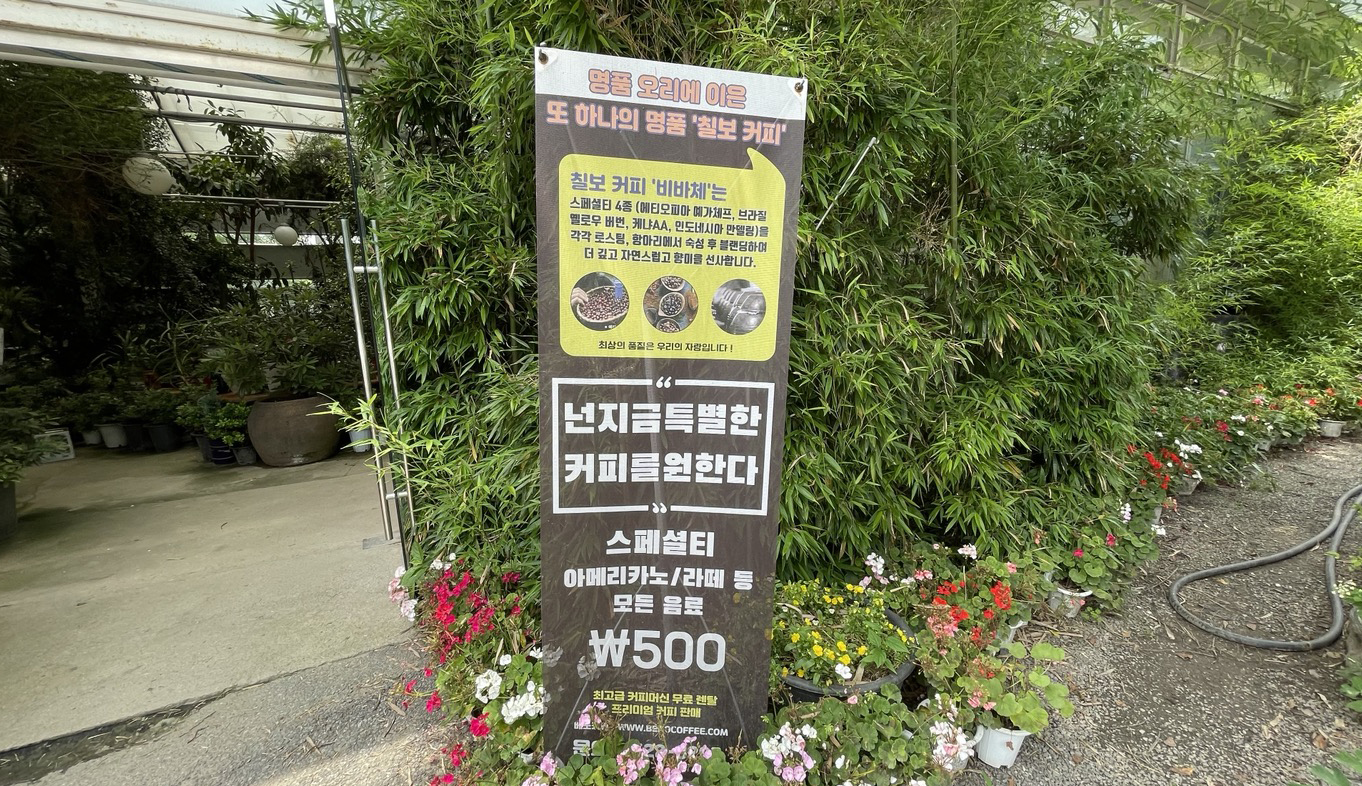 명품 오리에 이은
또 하나의 명품 '칠보 커피'
칠보 커피 '비바체'는
스페셜티 4종 (에티오피아 예가체프, 브라질
옐로우 버번, 케냐AA, 인도네시아 만델링)을
각각 로스팅, 항아리에서 숙성 후 블랜딩하여
더 깊고 자연스럽고 향미을 선사합니다.
최상의 품질은 우리의 자랑입니다 !
“
넌지금특별한
커피를원한다
”
스페셜티
아메리카노/라떼 등
모든 음료
₩500
최고급 커피머신 무료 렌탈
프리미엄 커피 판매